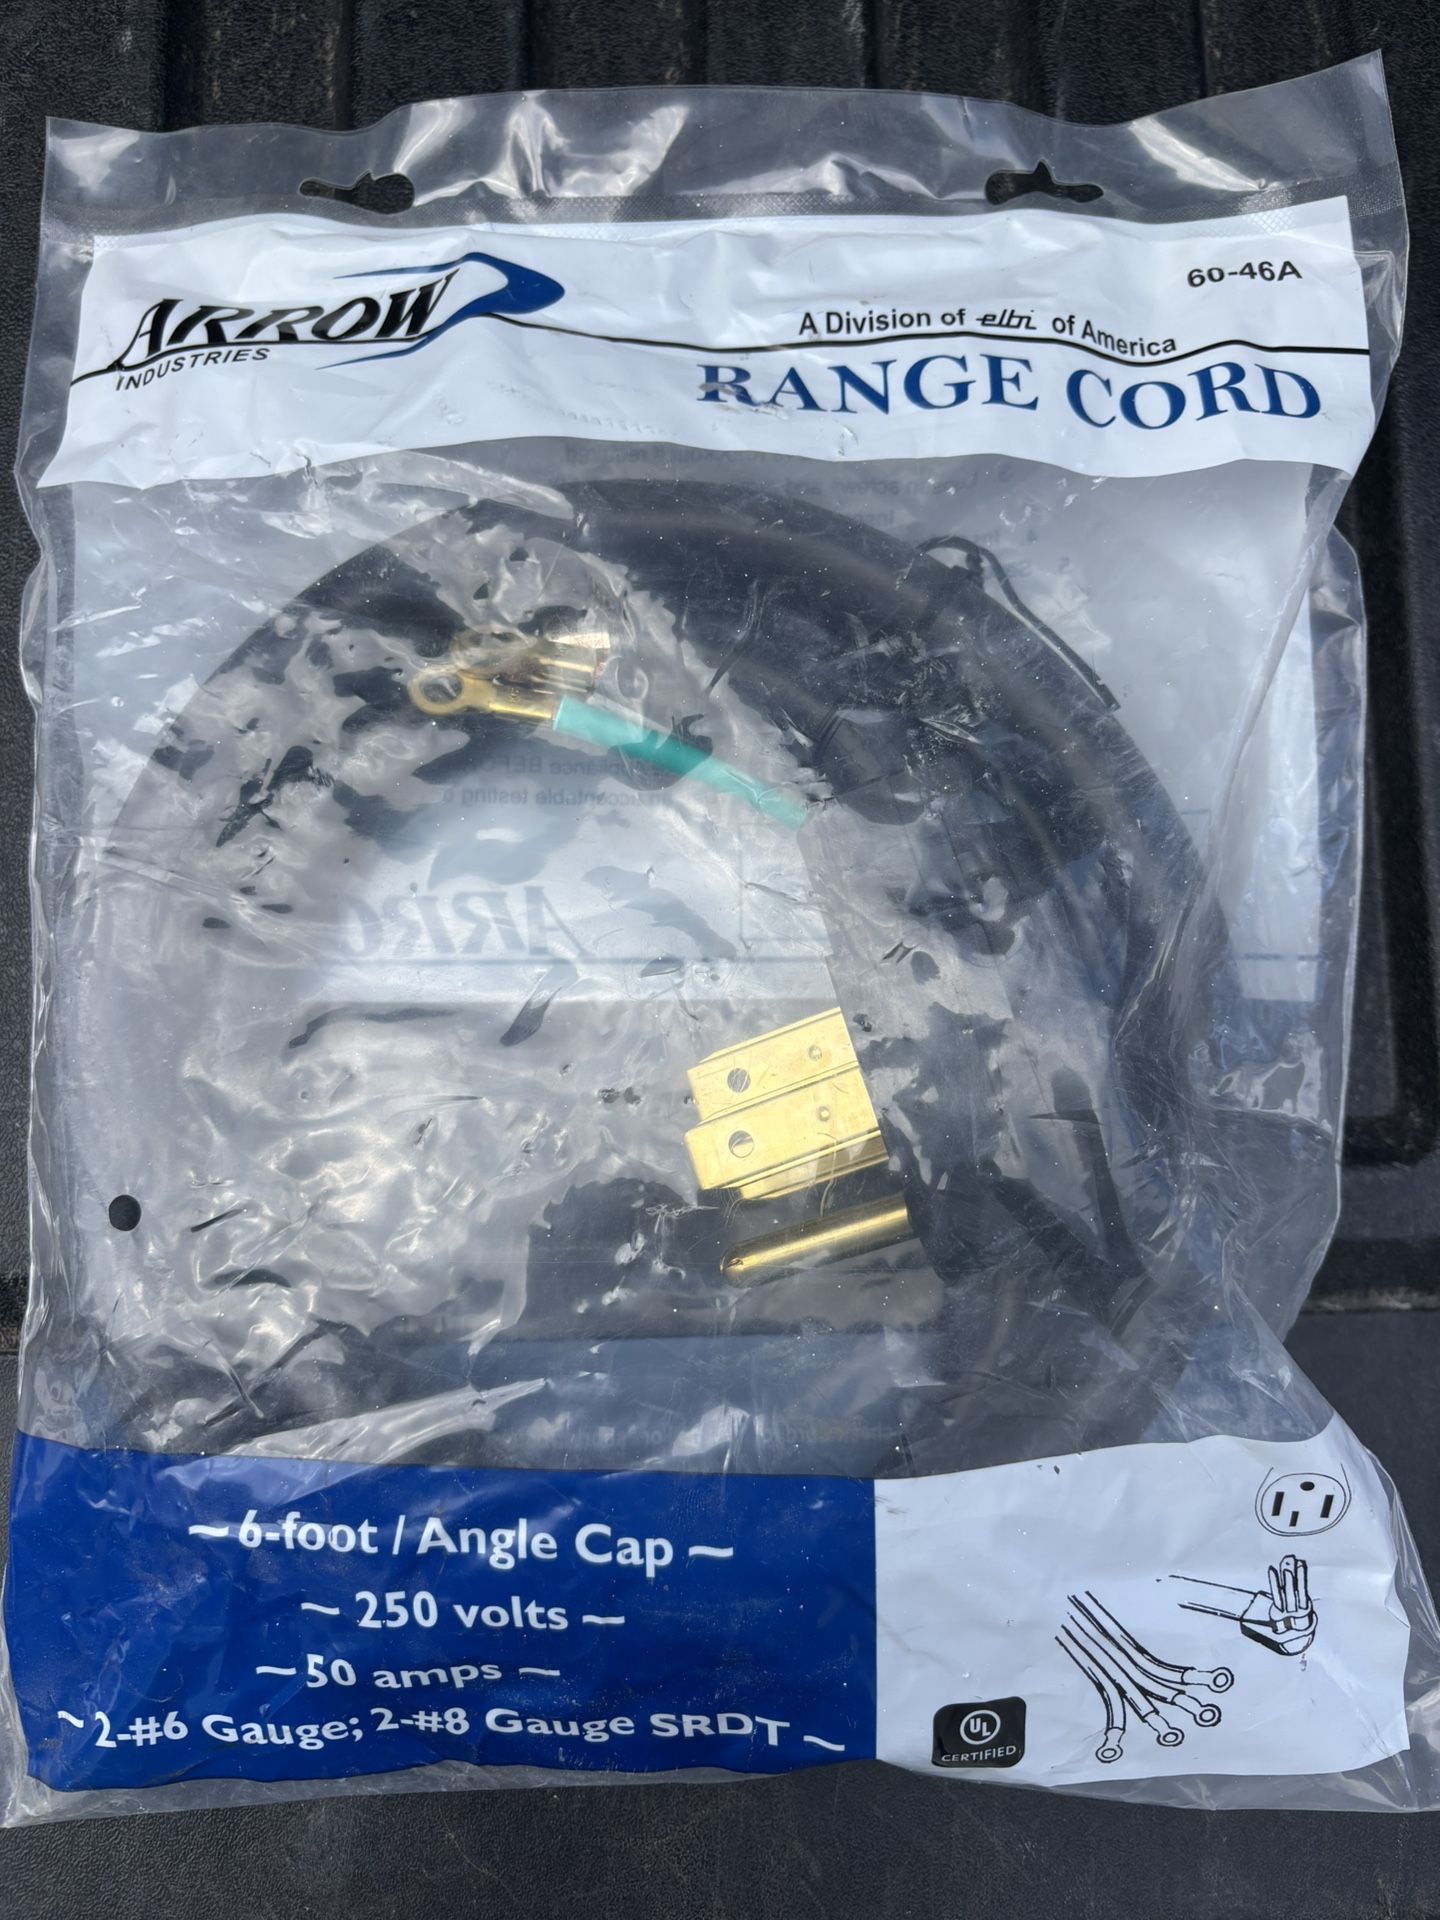 60-46A
ARROW
INDUSTRIES
A Division of elbi of America
RANGE CORD
~ 6-foot / Angle Cap ~
~ 250 volts ~
~ 50 amps ~
~ 2-#6 Gauge; 2-#8 Gauge SRDT ~
UL
CERTIFIED